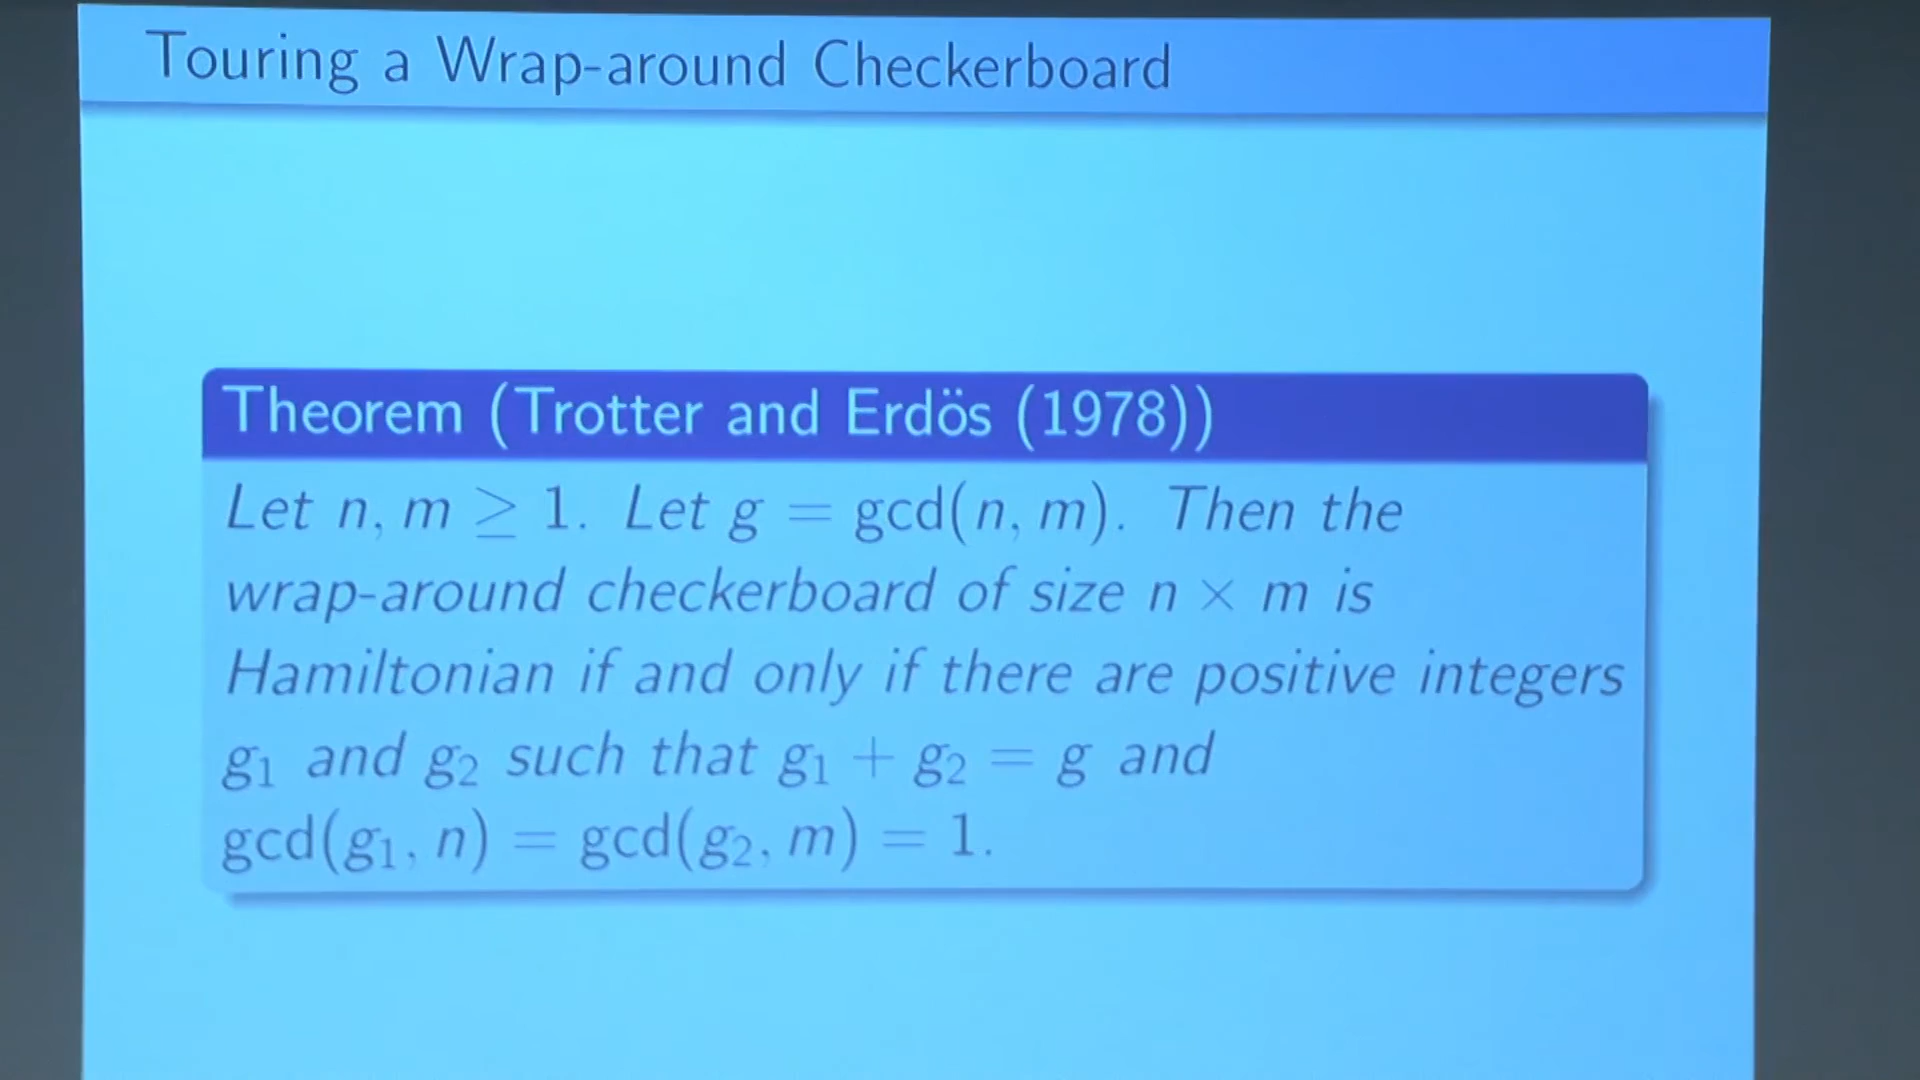 Touring a Wrap-around Checkerboard
Theorem (Trotter and Erdös (1978))
Let n, m ≥ 1. Let g = gcd(n, m). Then the
wrap-around checkerboard of size n × m is
Hamiltonian if and only if there are positive integers
g₁ and g₂ such that g₁ + g₂ = g and
gcd(g₁, n) = gcd(g₂, m) = 1.